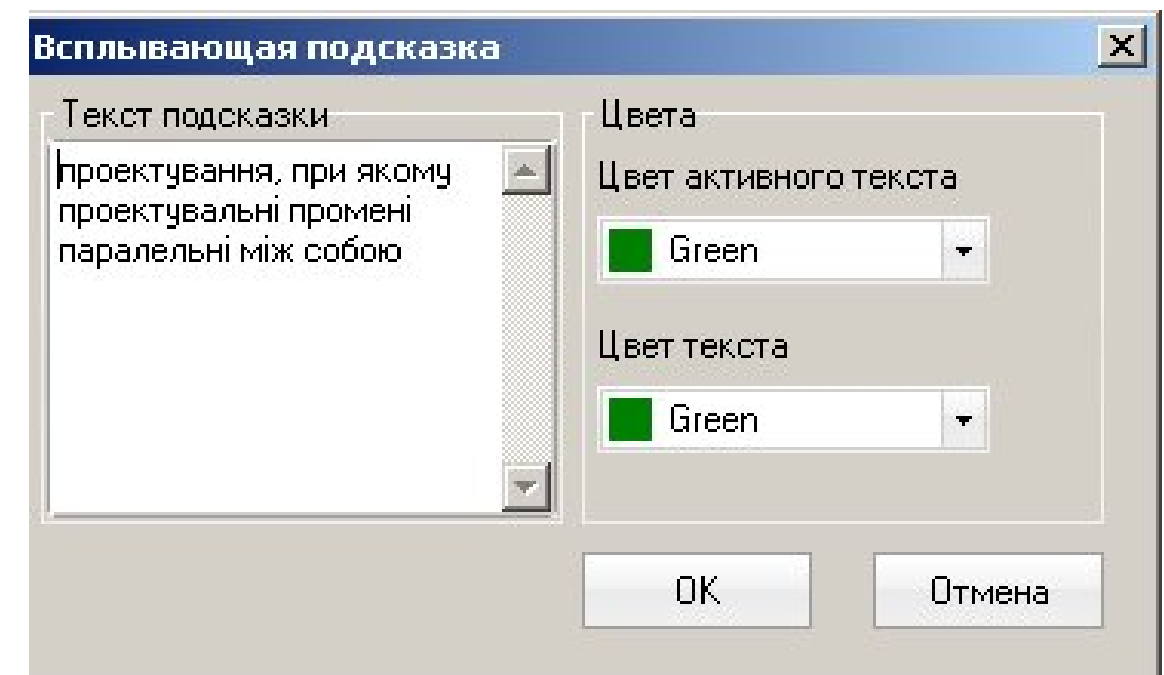 Всплывающая подсказка
Текст подсказки
проектування, при якому
проектувальні промені
паралельні між собою
Цвета
Цвет активного текста
Green
Цвет текста
Green
OK
Отмена